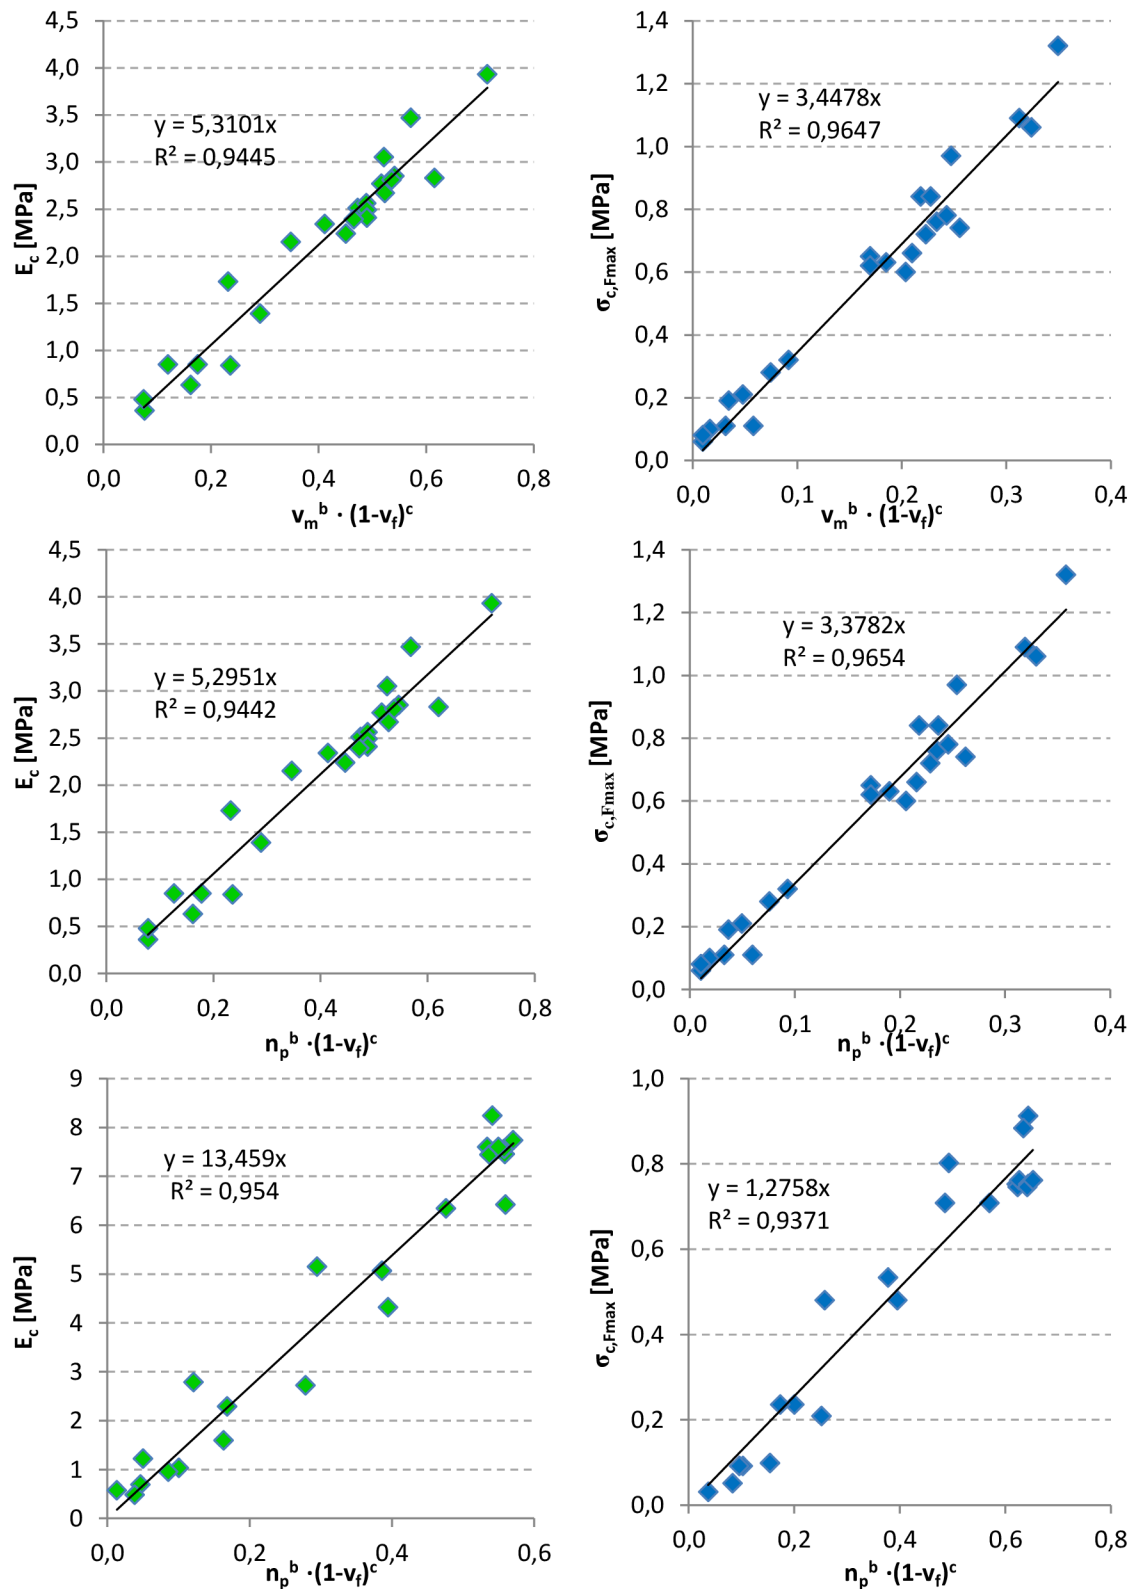 4,5
4,0
3,5
3,0
2,5
2,0
1,5
1,0
0,5
0,0
E_c [MPa]
y = 5,3101x
R² = 0,9445
0,0 0,2 0,4 0,6 0,8
v_m^b · (1-v_f)^c
1,4
1,2
1,0
0,8
0,6
0,4
0,2
0,0
σ_c,Fmax [MPa]
y = 3,4478x
R² = 0,9647
0,0 0,1 0,2 0,3 0,4
v_m^b · (1-v_f)^c
4,5
4,0
3,5
3,0
2,5
2,0
1,5
1,0
0,5
0,0
E_c [MPa]
y = 5,2951x
R² = 0,9442
0,0 0,2 0,4 0,6 0,8
n_p^b ·(1-v_f)^c
1,4
1,2
1,0
0,8
0,6
0,4
0,2
0,0
σ_c,Fmax [MPa]
y = 3,3782x
R² = 0,9654
0,0 0,1 0,2 0,3 0,4
n_p^b ·(1-v_f)^c
9
8
7
6
5
4
3
2
1
0
E_c [MPa]
y = 13,459x
R² = 0,954
0,0 0,2 0,4 0,6
n_p^b ·(1-v_f)^c
1,0
0,8
0,6
0,4
0,2
0,0
σ_c,Fmax [MPa]
y = 1,2758x
R² = 0,9371
0,0 0,2 0,4 0,6 0,8
n_p^b ·(1-v_f)^c